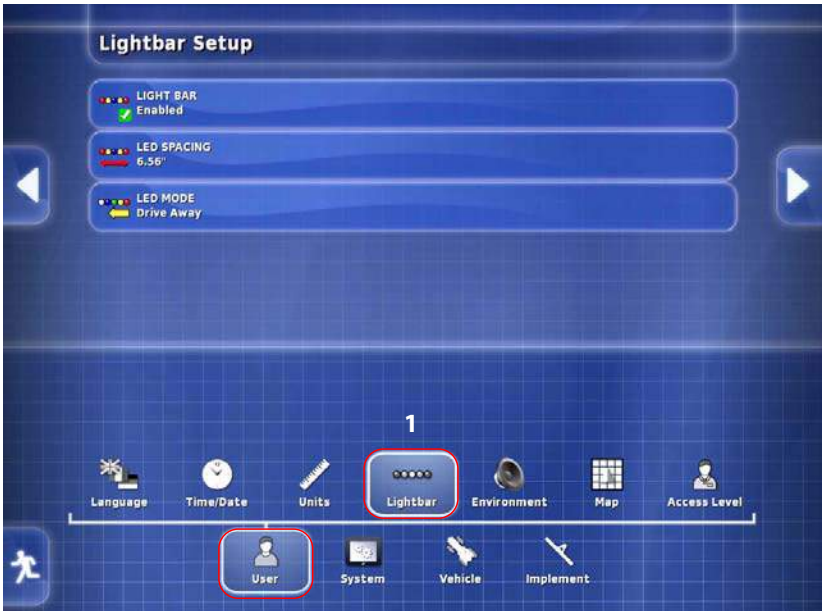 Lightbar Setup
LIGHT BAR
Enabled
LED SPACING
6.56"
LED MODE
Drive Away
1
Language Time/Date Units Lightbar Environment Map Access Level
User System Vehicle Implement